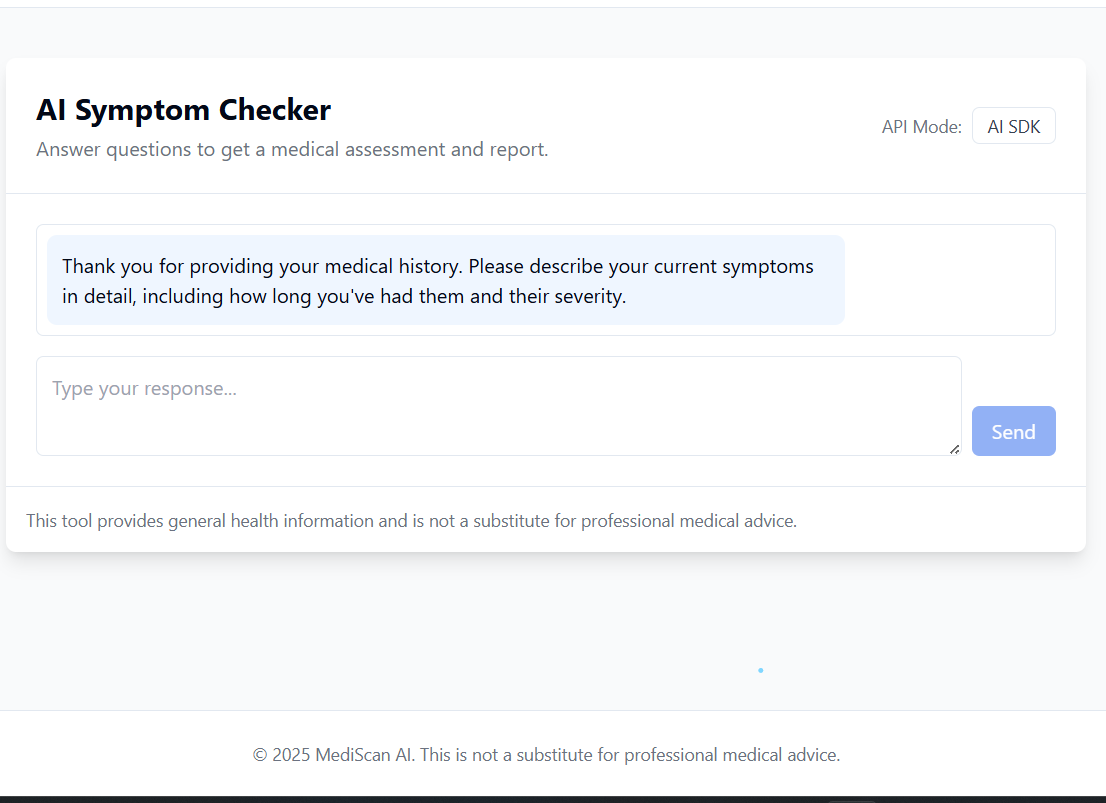 AI Symptom Checker
Answer questions to get a medical assessment and report.
API Mode: AI SDK
Thank you for providing your medical history. Please describe your current symptoms
in detail, including how long you've had them and their severity.
Type your response...
Send
This tool provides general health information and is not a substitute for professional medical advice.
© 2025 MediScan AI. This is not a substitute for professional medical advice.